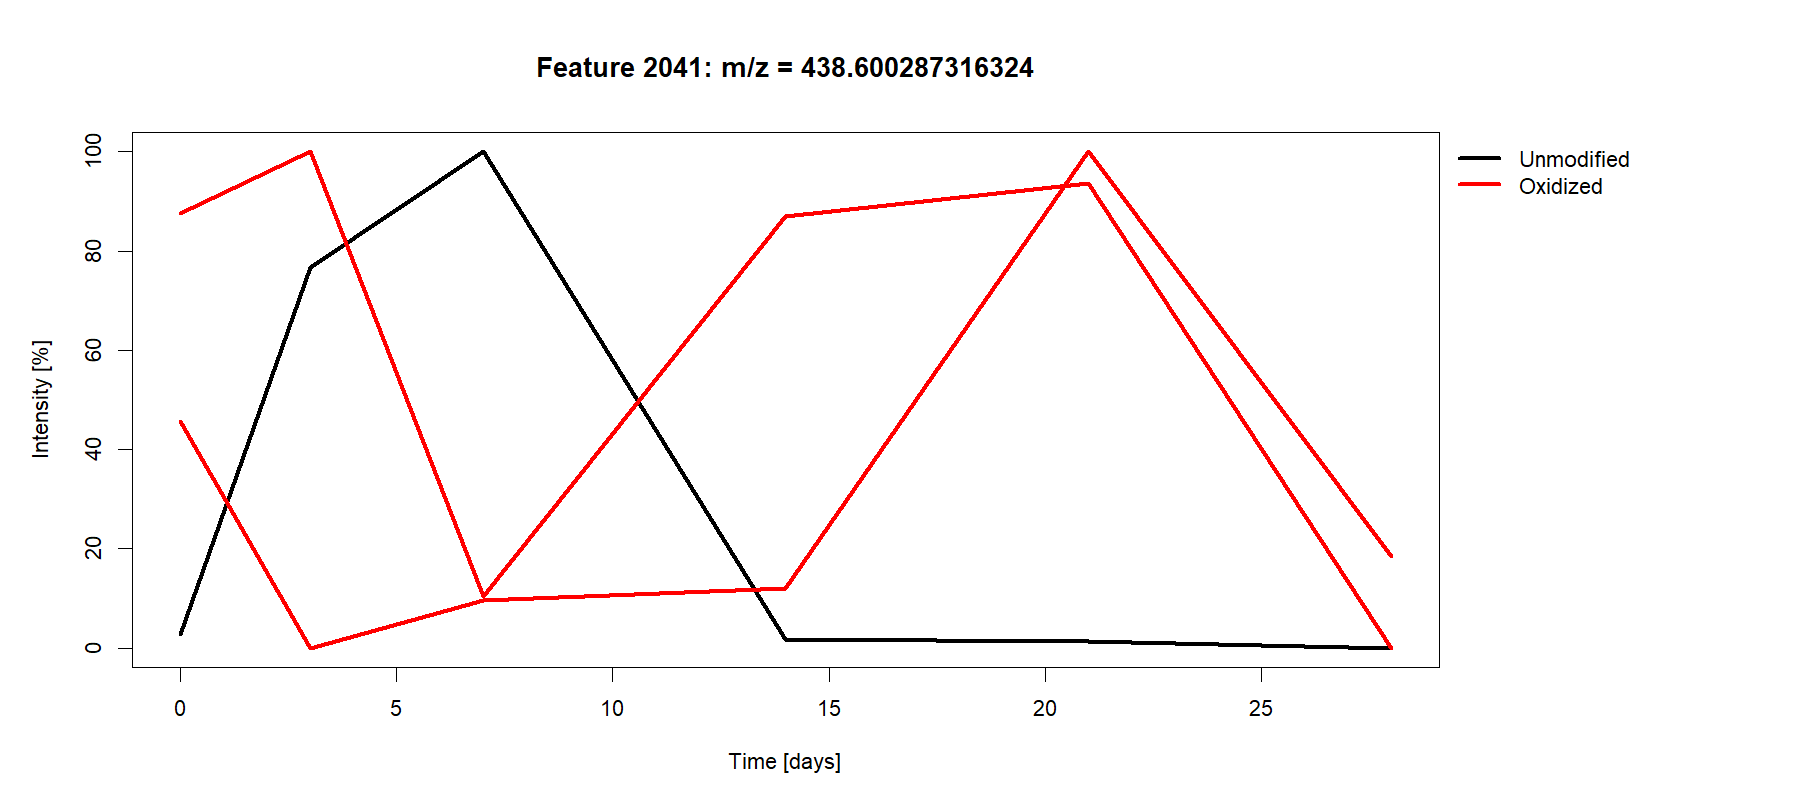 Feature 2041: m/z = 438.600287316324
Unmodified
Oxidized
Intensity [%]
100
80
60
40
20
0
0 5 10 15 20 25
Time [days]